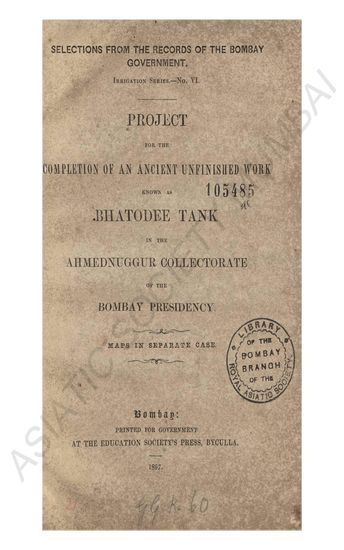 SELECTIONS FROM THE RECORDS OF THE BOMBAY
GOVERNMENT.
IRRIGATION SERIES.—No. VI.
PROJECT
FOR THE
COMPLETION OF AN ANCIENT UNFINISHED WORK
KNOWN AS
105485
BHATODEE TANK
IN THE
AHMEDNUGGUR COLLECTORATE
OF THE
BOMBAY PRESIDENCY
MAPS IN SEPARATE CASE
LIBRARY
OF THE
BOMBAY
BRANCH
OF THE
ROYAL ASIATIC SOCIETY
Bombay:
PRINTED FOR GOVERNMENT
AT THE EDUCATION SOCIETY'S PRESS, BYCULLA.
1867.
ASIATIC SOCIETY OF MUMBAI